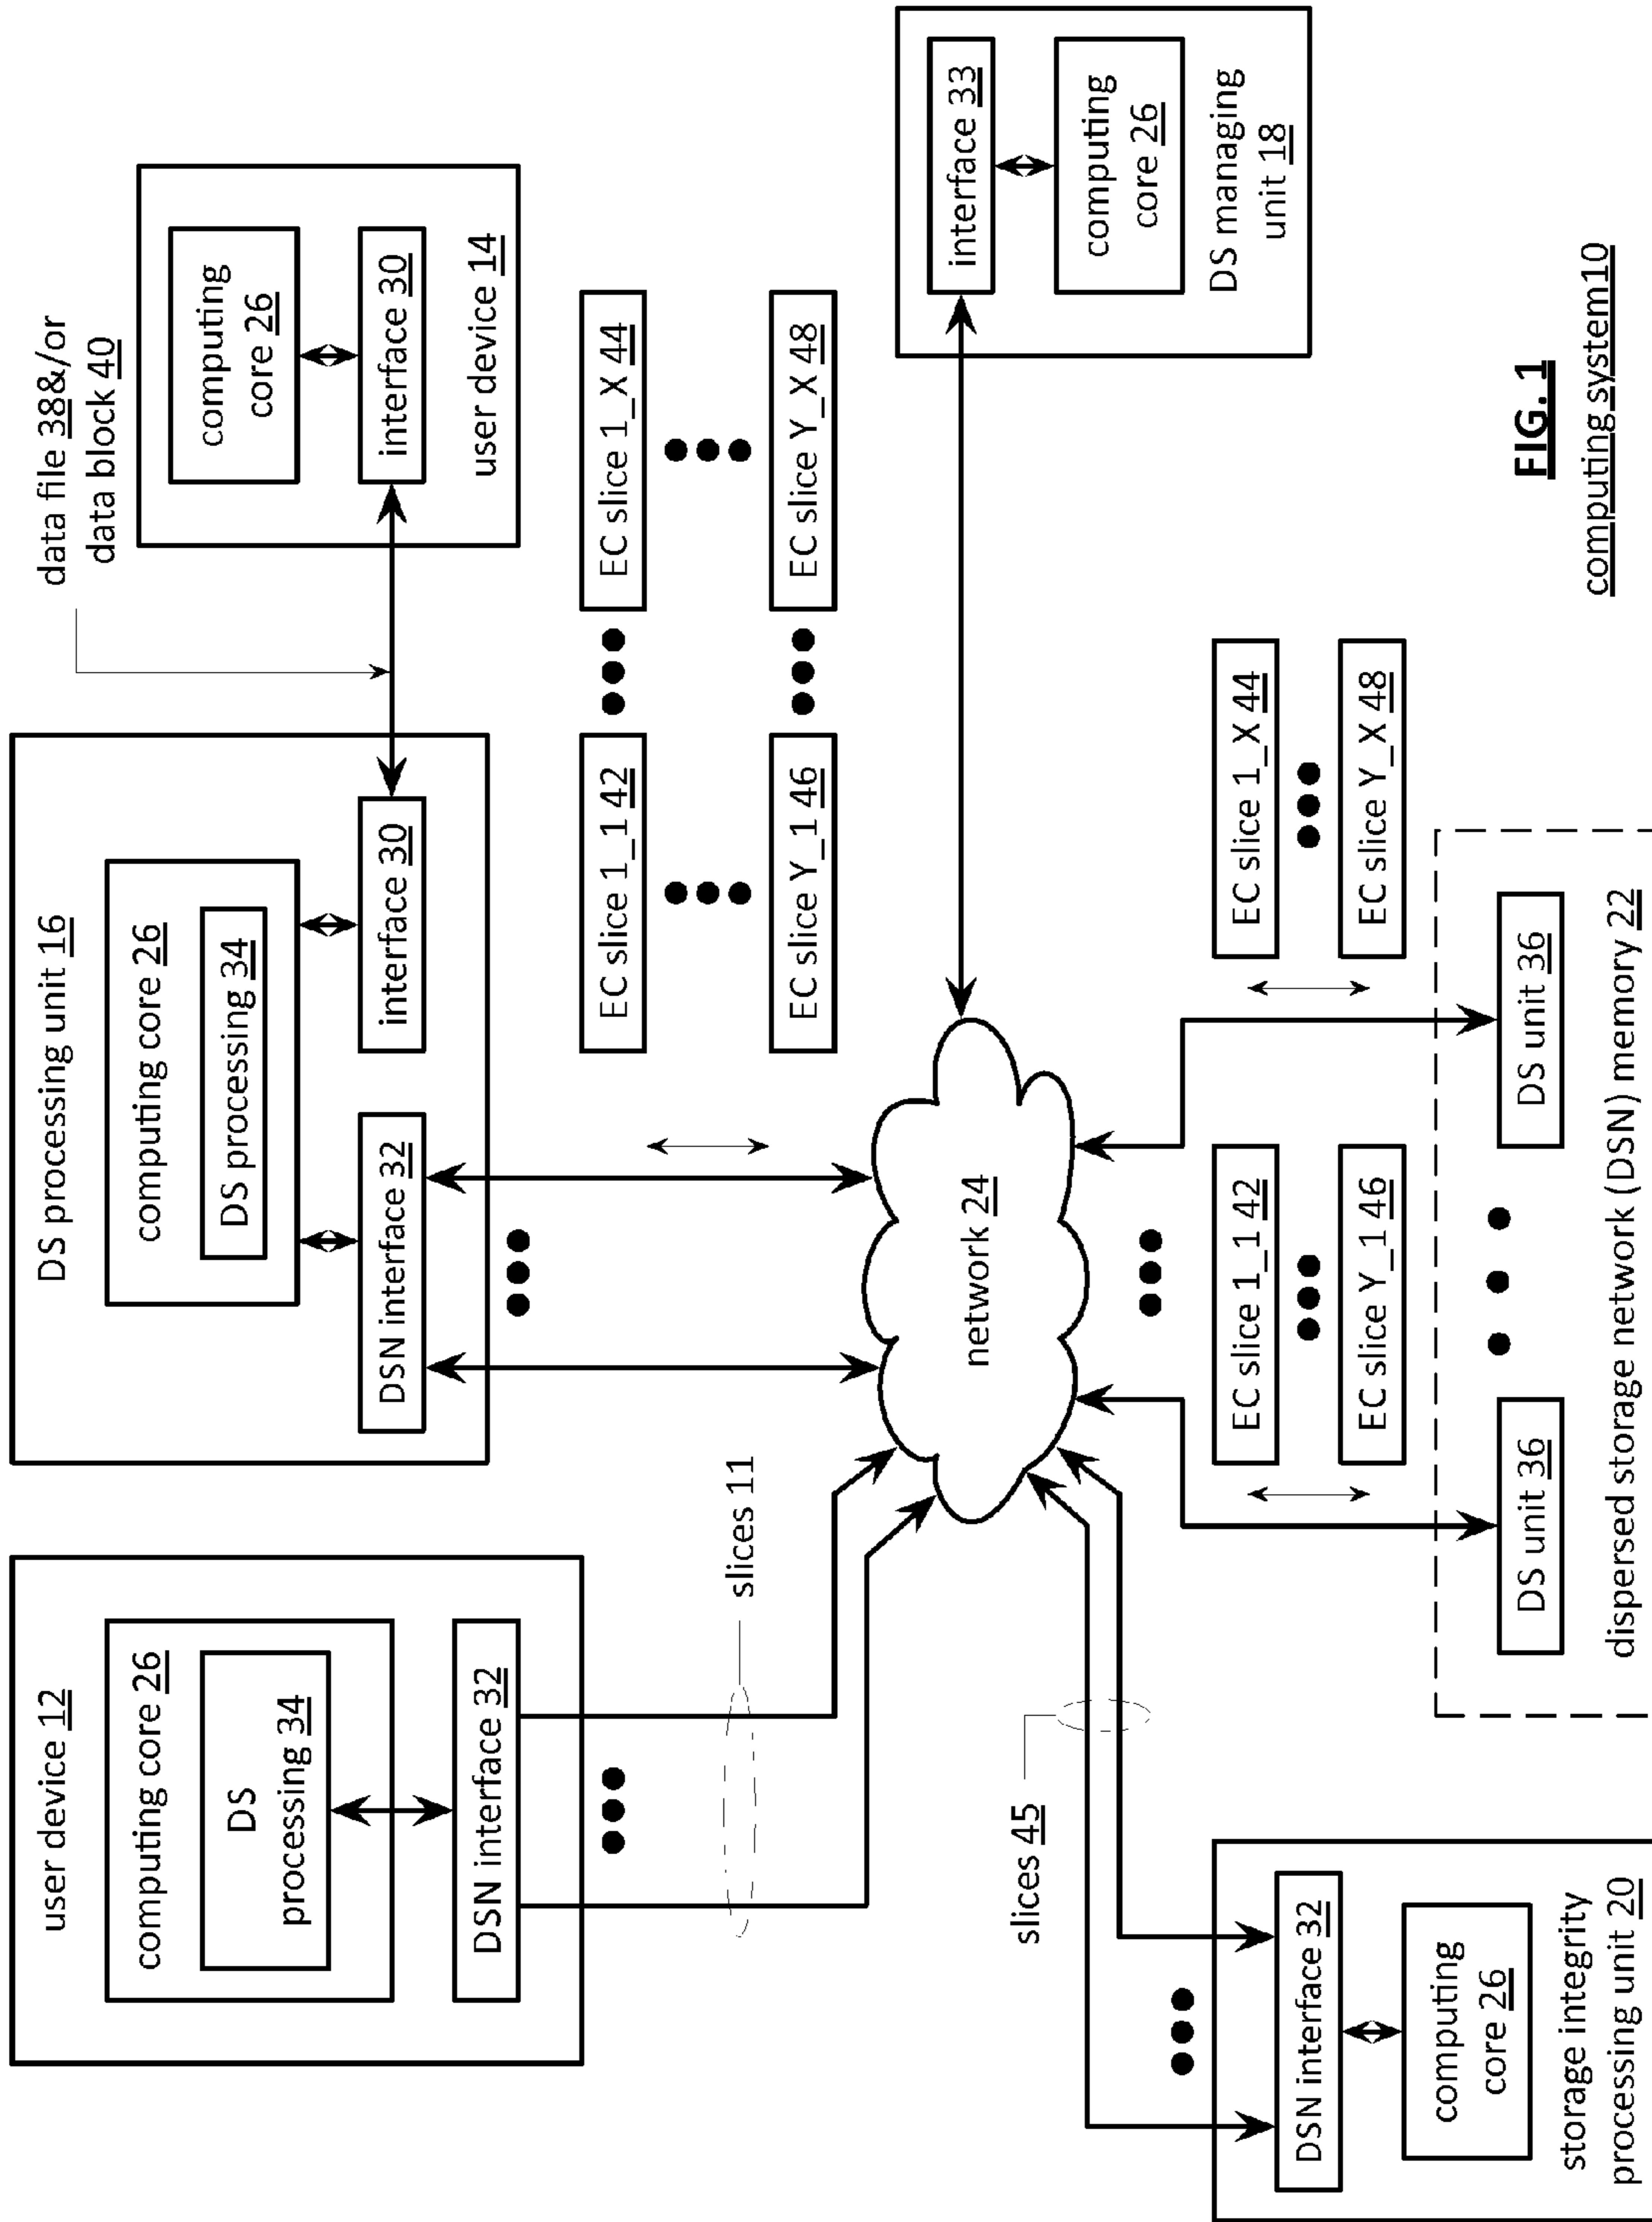 user device 12
computing core 26
DS
processing 34
DSN interface 32
slices 11
DS processing unit 16
computing core 26
DS processing 34
DSN interface 32
interface 30
data file 38&/or
data block 40
computing
core 26
interface 30
user device 14
EC slice 1_1 42
EC slice 1_X 44
EC slice Y_1 46
EC slice Y_X 48
network 24
interface 33
computing
core 26
DS managing
unit 18
slices 45
DSN interface 32
computing
core 26
storage integrity
processing unit 20
EC slice 1_1 42
EC slice Y_1 46
EC slice 1_X 44
EC slice Y_X 48
DS unit 36
DS unit 36
dispersed storage network (DSN) memory 22
FIG. 1
computing system10